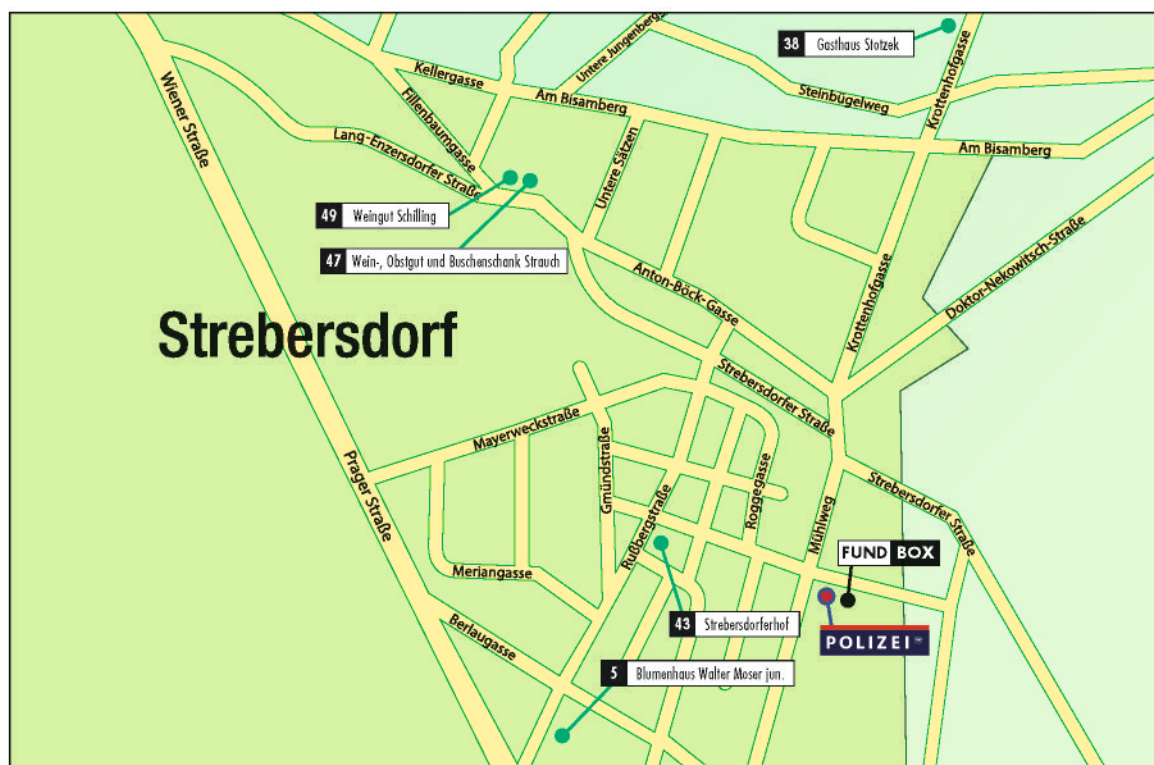 38 Gasthaus Stotzek
Untere Jungenberg
Kellergasse
Am Bisamberg
Steinbügelweg
Krottenhofgasse
Wiener Straße
Fillenbaumgasse
Lang-Enzersdorfer Straße
Untere Sätzen
Am Bisamberg
49 Weingut Schilling
47 Wein-, Obstgut und Buschenschank Strauch
Anton-Böck-Gasse
Krottenhofgasse
Doktor-Nekowitsch-Straße
Strebersdorf
Strebersdorfer Straße
Mayerweckstraße
Prager Straße
Gmündstraße
Rußbergstraße
Roggegasse
Mühlweg
Strebersdorfer Straße
FUND BOX
Meriangasse
Berlaugasse
43 Strebersdorferhof
POLIZEI
5 Blumenhaus Walter Moser jun.